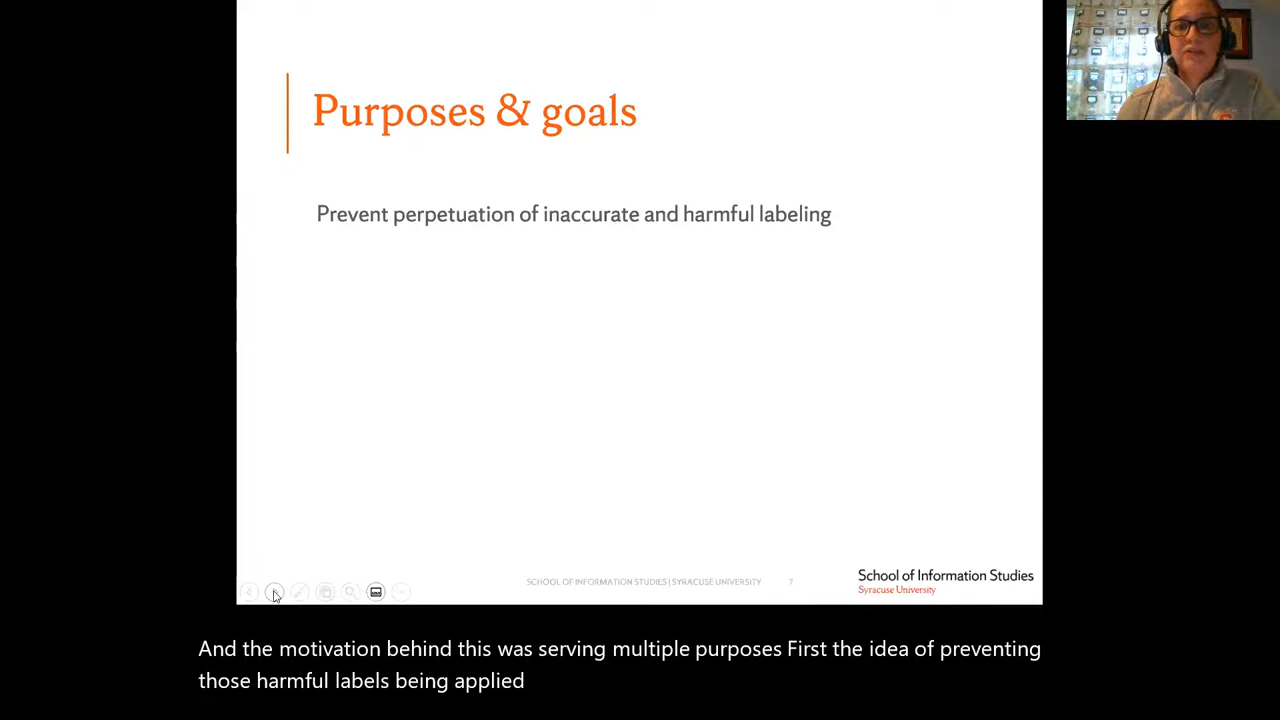 Purposes & goals
Prevent perpetuation of inaccurate and harmful labeling
SCHOOL OF INFORMATION STUDIES | SYRACUSE UNIVERSITY 7
School of Information Studies
Syracuse University
And the motivation behind this was serving multiple purposes First the idea of preventing
those harmful labels being applied